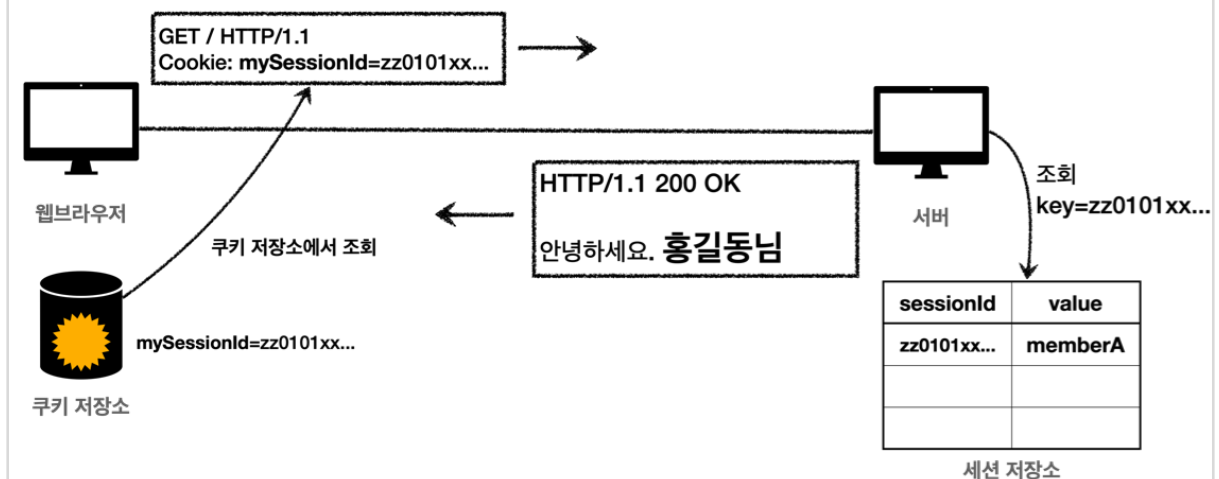 GET / HTTP/1.1
Cookie: mySessionId=zz0101xx...
웹브라우저
HTTP/1.1 200 OK
안녕하세요. 홍길동님
서버
조회
key=zz0101xx...
쿠키 저장소에서 조회
mySessionId=zz0101xx...
쿠키 저장소
sessionId value
zz0101xx... memberA
세션 저장소